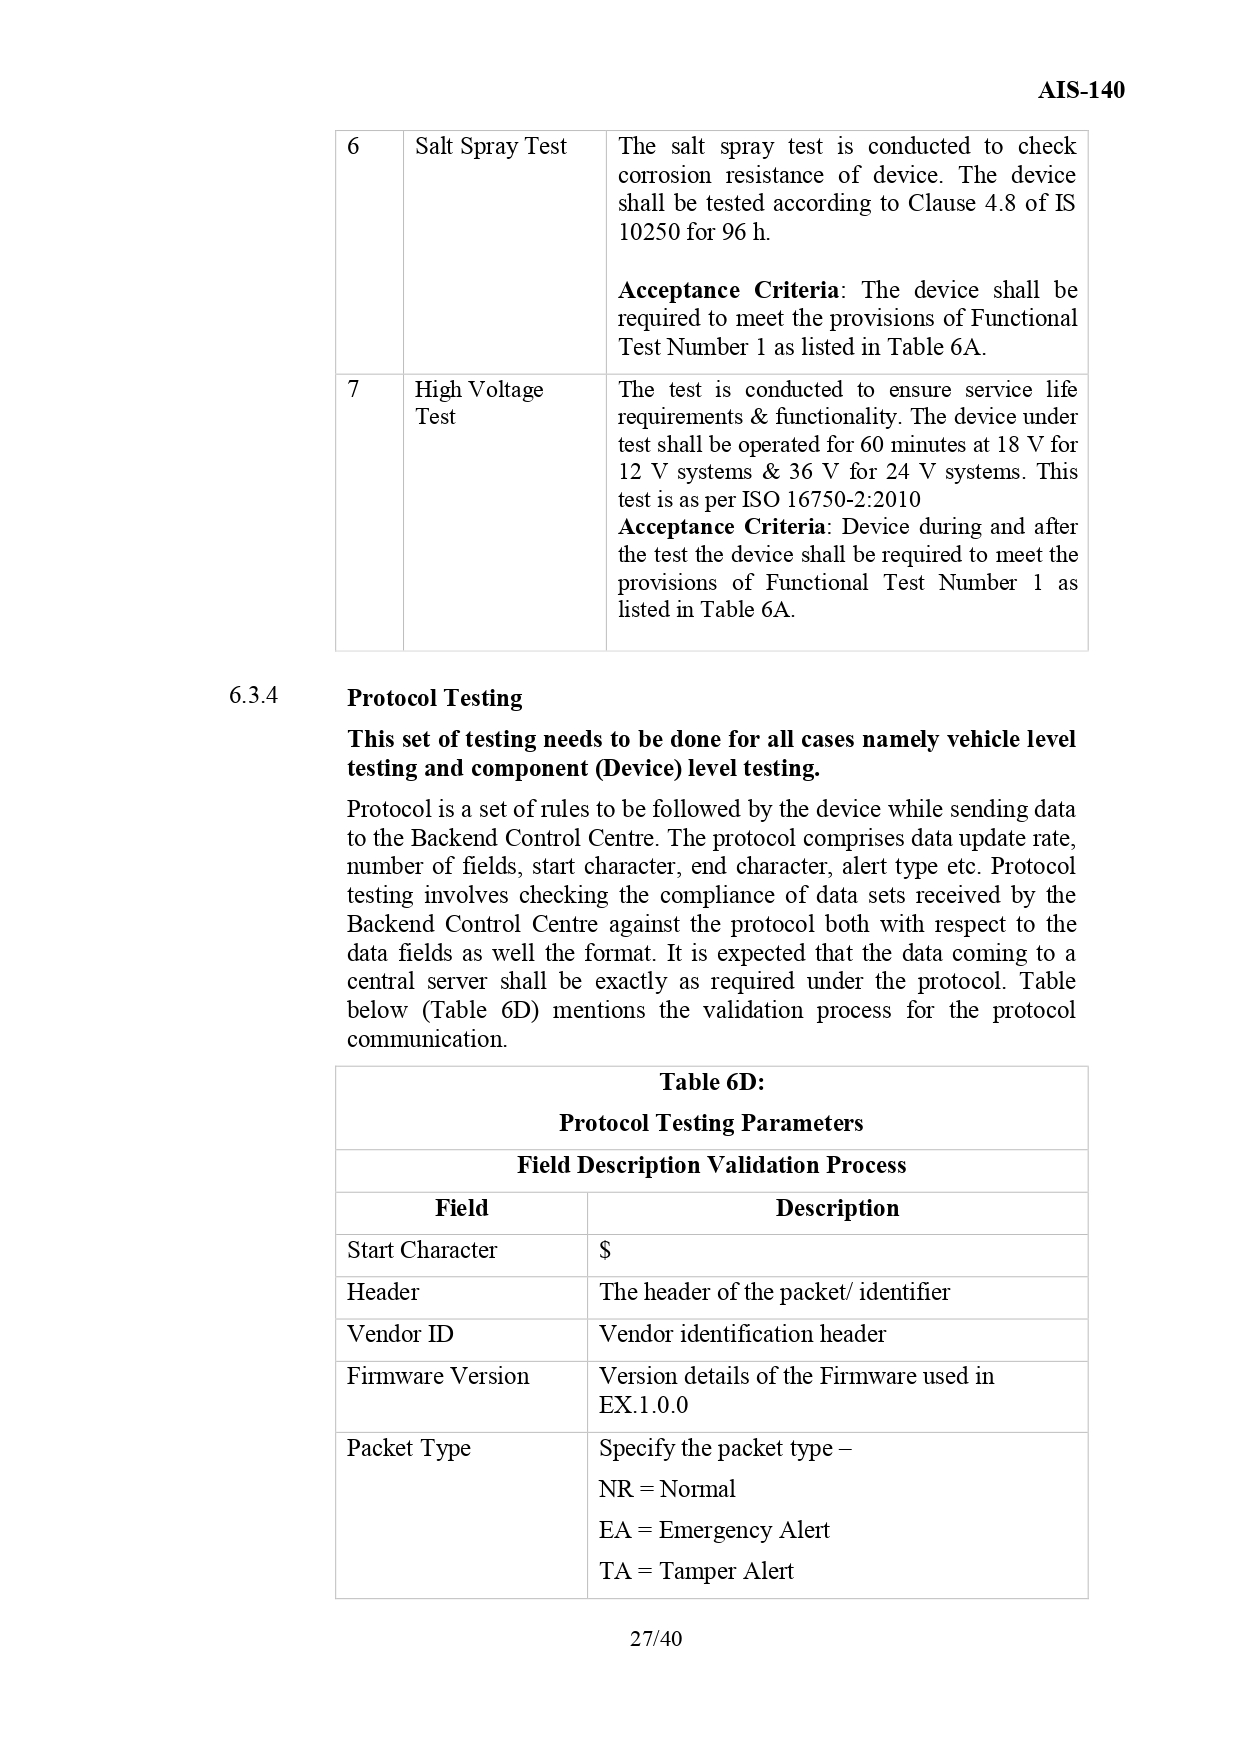 AIS-140
6 Salt Spray Test The salt spray test is conducted to check
corrosion resistance of device. The device
shall be tested according to Clause 4.8 of IS
10250 for 96 h.
Acceptance Criteria: The device shall be
required to meet the provisions of Functional
Test Number 1 as listed in Table 6A.
7 High Voltage The test is conducted to ensure service life
Test requirements & functionality. The device under
test shall be operated for 60 minutes at 18 V for
12 V systems & 36 V for 24 V systems. This
test is as per ISO 16750-2:2010
Acceptance Criteria: Device during and after
the test the device shall be required to meet the
provisions of Functional Test Number 1 as
listed in Table 6A.
6.3.4 Protocol Testing
This set of testing needs to be done for all cases namely vehicle level
testing and component (Device) level testing.
Protocol is a set of rules to be followed by the device while sending data
to the Backend Control Centre. The protocol comprises data update rate,
number of fields, start character, end character, alert type etc. Protocol
testing involves checking the compliance of data sets received by the
Backend Control Centre against the protocol both with respect to the
data fields as well the format. It is expected that the data coming to a
central server shall be exactly as required under the protocol. Table
below (Table 6D) mentions the validation process for the protocol
communication.
Table 6D:
Protocol Testing Parameters
Field Description Validation Process
Field Description
Start Character $
Header The header of the packet/ identifier
Vendor ID Vendor identification header
Firmware Version Version details of the Firmware used in
EX.1.0.0
Packet Type Specify the packet type –
NR = Normal
EA = Emergency Alert
TA = Tamper Alert
27/40